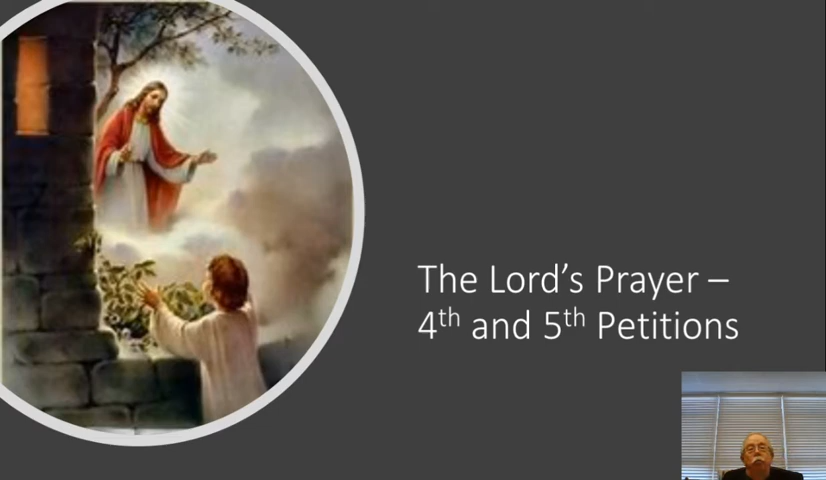 The Lord’s Prayer –
4th and 5th Petitions